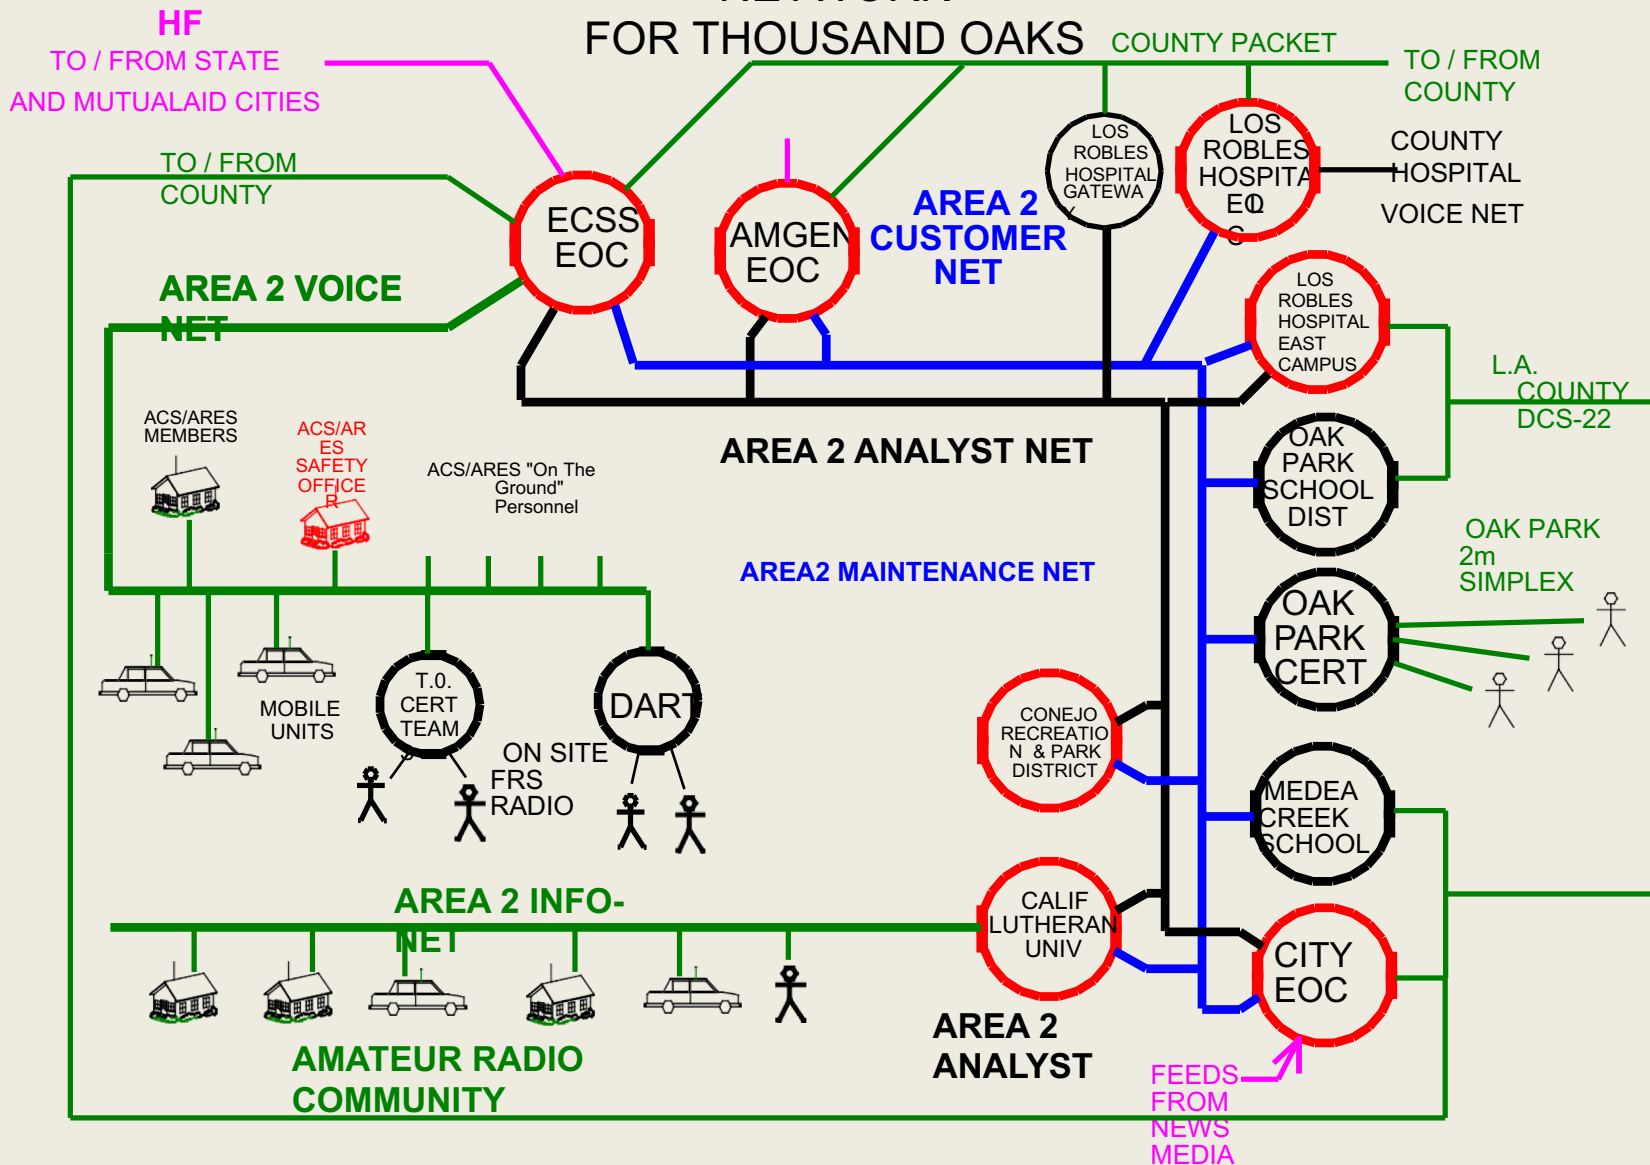 NETWORK
FOR THOUSAND OAKS
HF
TO / FROM STATE
AND MUTUALAID CITIES
COUNTY PACKET
TO / FROM
COUNTY
TO / FROM
COUNTY
ECSS
EOC
AMGEN
EOC
AREA 2
CUSTOMER
NET
LOS
ROBLES
HOSPITAL
GATEWA
Y
LOS
ROBLES
HOSPITA
L
EO
C
COUNTY
HOSPITAL
VOICE NET
AREA 2 VOICE
NET
LOS
ROBLES
HOSPITAL
EAST
CAMPUS
L.A.
COUNTY
DCS-22
ACS/ARES
MEMBERS
ACS/AR
ES
SAFETY
OFFICE
R
ACS/ARES "On The
Ground"
Personnel
AREA 2 ANALYST NET
OAK
PARK
SCHOOL
DIST
AREA2 MAINTENANCE NET
OAK PARK
2m
SIMPLEX
OAK
PARK
CERT
MOBILE
UNITS
T.0.
CERT
TEAM
S
DART
ON SITE
FRS
RADIO
CONEJO
RECREATIO
N & PARK
DISTRICT
MEDEA
CREEK
SCHOOL
AREA 2 INFO-
NET
CALIF
LUTHERAN
UNIV
CITY
EOC
AREA 2
ANALYST
AMATEUR RADIO
COMMUNITY
FEEDS
FROM
NEWS
MEDIA